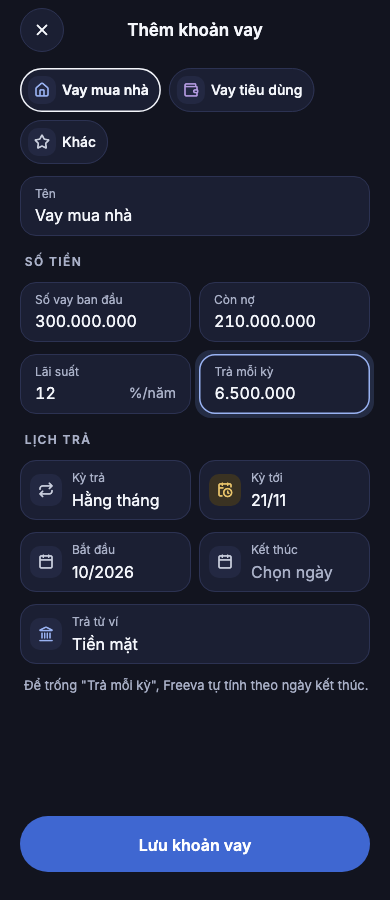 Thêm khoản vay
Vay mua nhà
Vay tiêu dùng
Khác
Tên
Vay mua nhà
SỐ TIỀN
Số vay ban đầu
300.000.000
Còn nợ
210.000.000
Lãi suất
12 %/năm
Trả mỗi kỳ
6.500.000
LỊCH TRẢ
Kỳ trả
Hằng tháng
Kỳ tới
21/11
Bắt đầu
10/2026
Kết thúc
Chọn ngày
Trả từ ví
Tiền mặt
Để trống "Trả mỗi kỳ", Freeva tự tính theo ngày kết thúc.
Lưu khoản vay